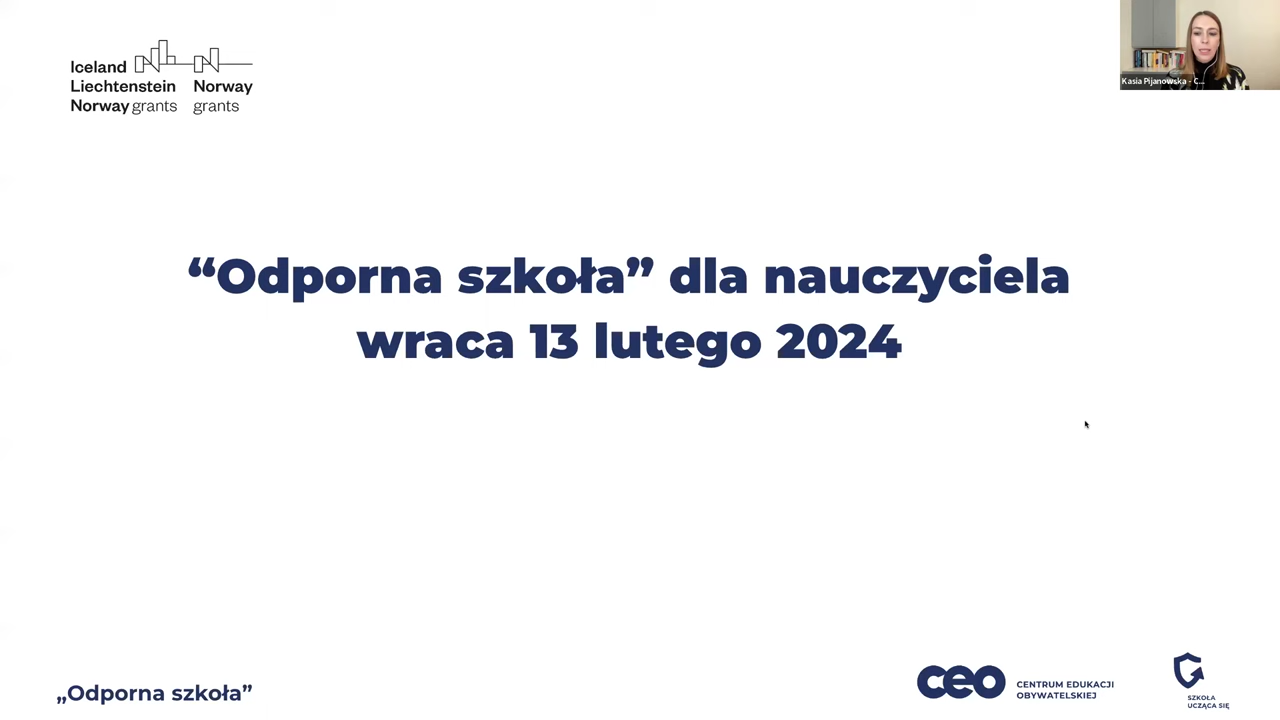 Iceland
Liechtenstein
Norway grants
Norway
grants
Kasia Pijanowska - C...
“Odporna szkoła” dla nauczyciela
wraca 13 lutego 2024
„Odporna szkoła”
ceo
CENTRUM EDUKACJI
OBYWATELSKIEJ
SZKOŁA
UCZĄCA SIĘ